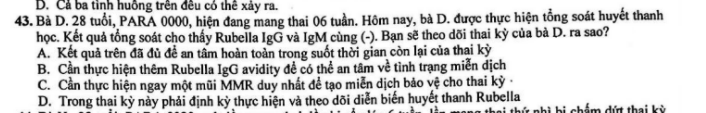 D. Cả ba tình huống trên đều có thể xảy ra.
43. Bà D. 28 tuổi, PARA 0000, hiện đang mang thai 06 tuần. Hôm nay, bà D. được thực hiện tổng soát huyết thanh
học. Kết quả tổng soát cho thấy Rubella IgG và IgM cùng (-). Bạn sẽ theo dõi thai kỳ của bà D. ra sao?
A. Kết quả trên đã đủ để an tâm hoàn toàn trong suốt thời gian còn lại của thai kỳ
B. Cần thực hiện thêm Rubella IgG avidity để có thể an tâm về tình trạng miễn dịch
C. Cần thực hiện ngay một mũi MMR duy nhất để tạo miễn dịch bảo vệ cho thai kỳ
D. Trong thai kỳ này phải định kỳ thực hiện và theo dõi diễn biến huyết thanh Rubella
thai thứ nhì bị chấm dứt thai kỳ